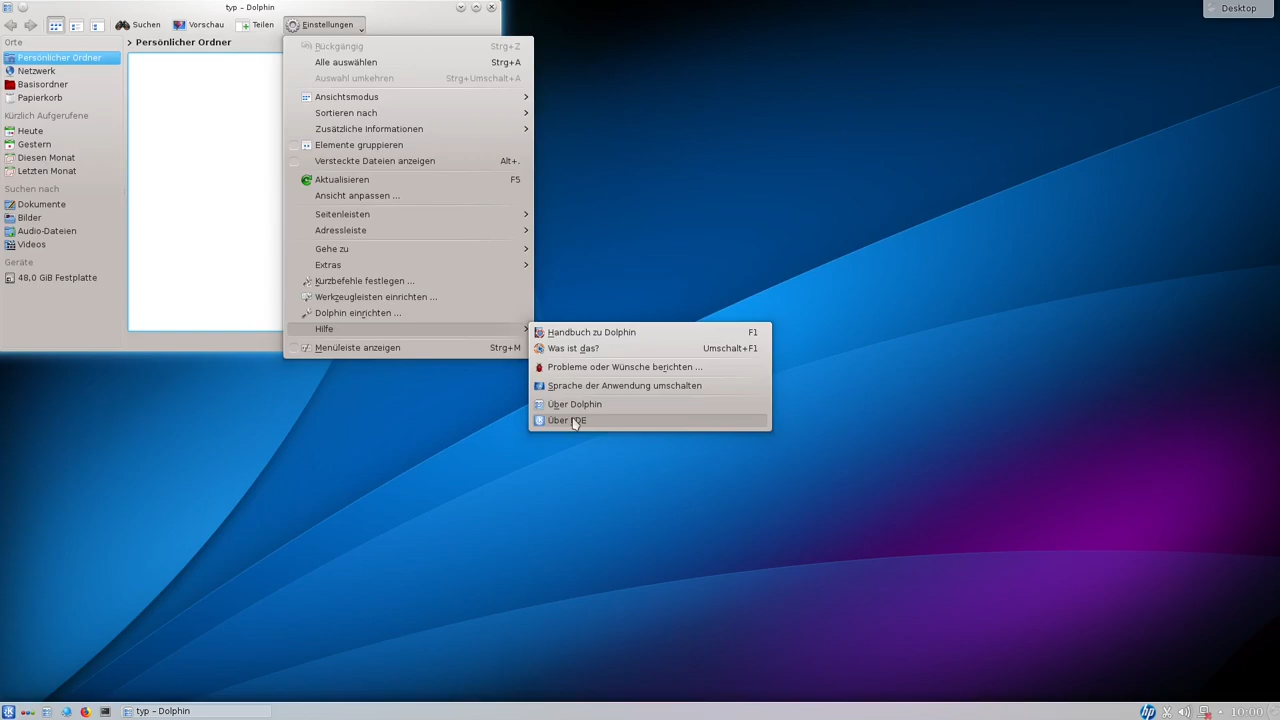 typ – Dolphin
Desktop
Suchen Vorschau Teilen Einstellungen
Orte
Persönlicher Ordner
Netzwerk
Basisordner
Papierkorb
Kürzlich Aufgerufene
Heute
Gestern
Diesen Monat
Letzten Monat
Suchen nach
Dokumente
Bilder
Audio-Dateien
Videos
Geräte
48,0 GiB Festplatte
> Persönlicher Ordner
Rückgängig Strg+Z
Alle auswählen Strg+A
Auswahl umkehren Strg+Umschalt+A
Ansichtsmodus
Sortieren nach
Zusätzliche Informationen
Elemente gruppieren
Versteckte Dateien anzeigen Alt+.
Aktualisieren F5
Ansicht anpassen ...
Seitenleisten
Adressleiste
Gehe zu
Extras
Kurzbefehle festlegen ...
Werkzeugleisten einrichten ...
Dolphin einrichten ...
Hilfe
Menüleiste anzeigen Strg+M
Handbuch zu Dolphin F1
Was ist das? Umschalt+F1
Probleme oder Wünsche berichten ...
Sprache der Anwendung umschalten
Über Dolphin
Über KDE
typ – Dolphin
hp
10:00